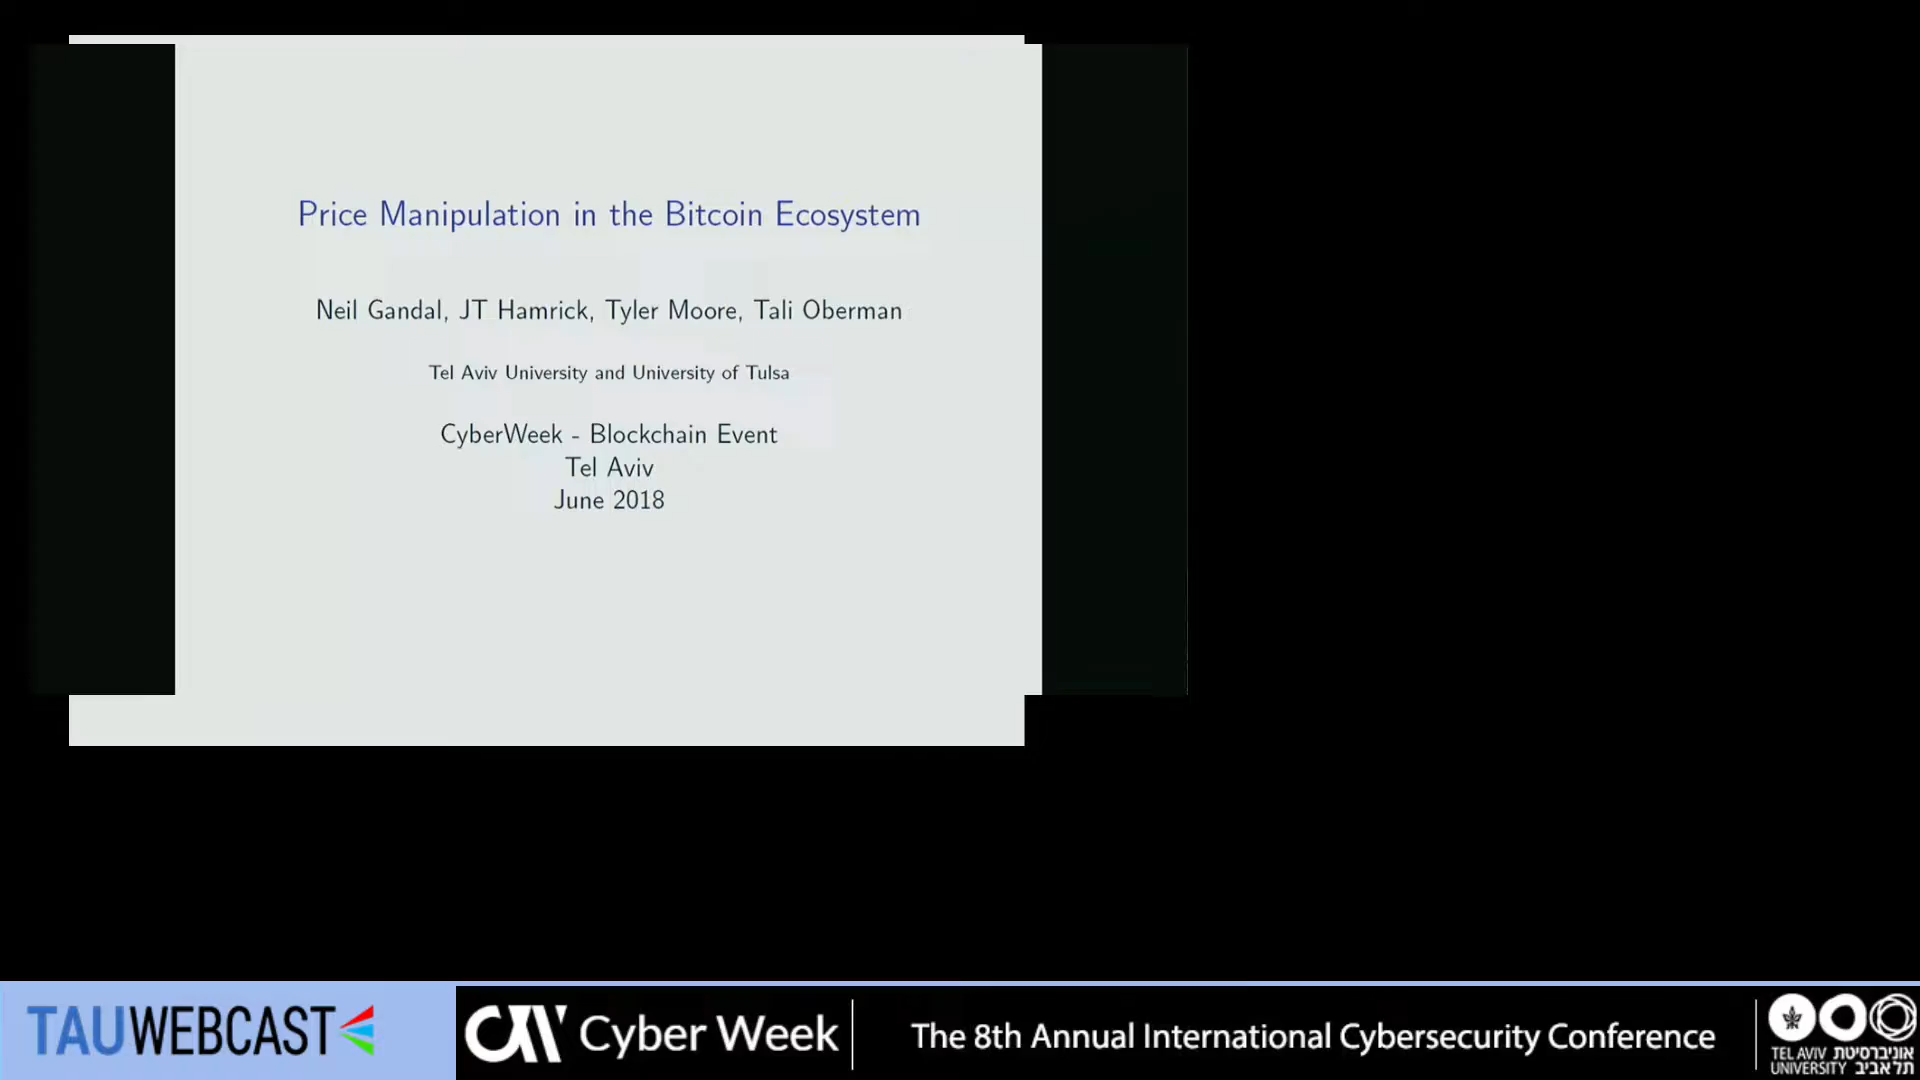 Price Manipulation in the Bitcoin Ecosystem
Neil Gandal, JT Hamrick, Tyler Moore, Tali Oberman
Tel Aviv University and University of Tulsa
CyberWeek - Blockchain Event
Tel Aviv
June 2018
TAUWEBCAST
CW Cyber Week
The 8th Annual International Cybersecurity Conference
TEL AVIV אוניברסיטת
UNIVERSITY תל אביב